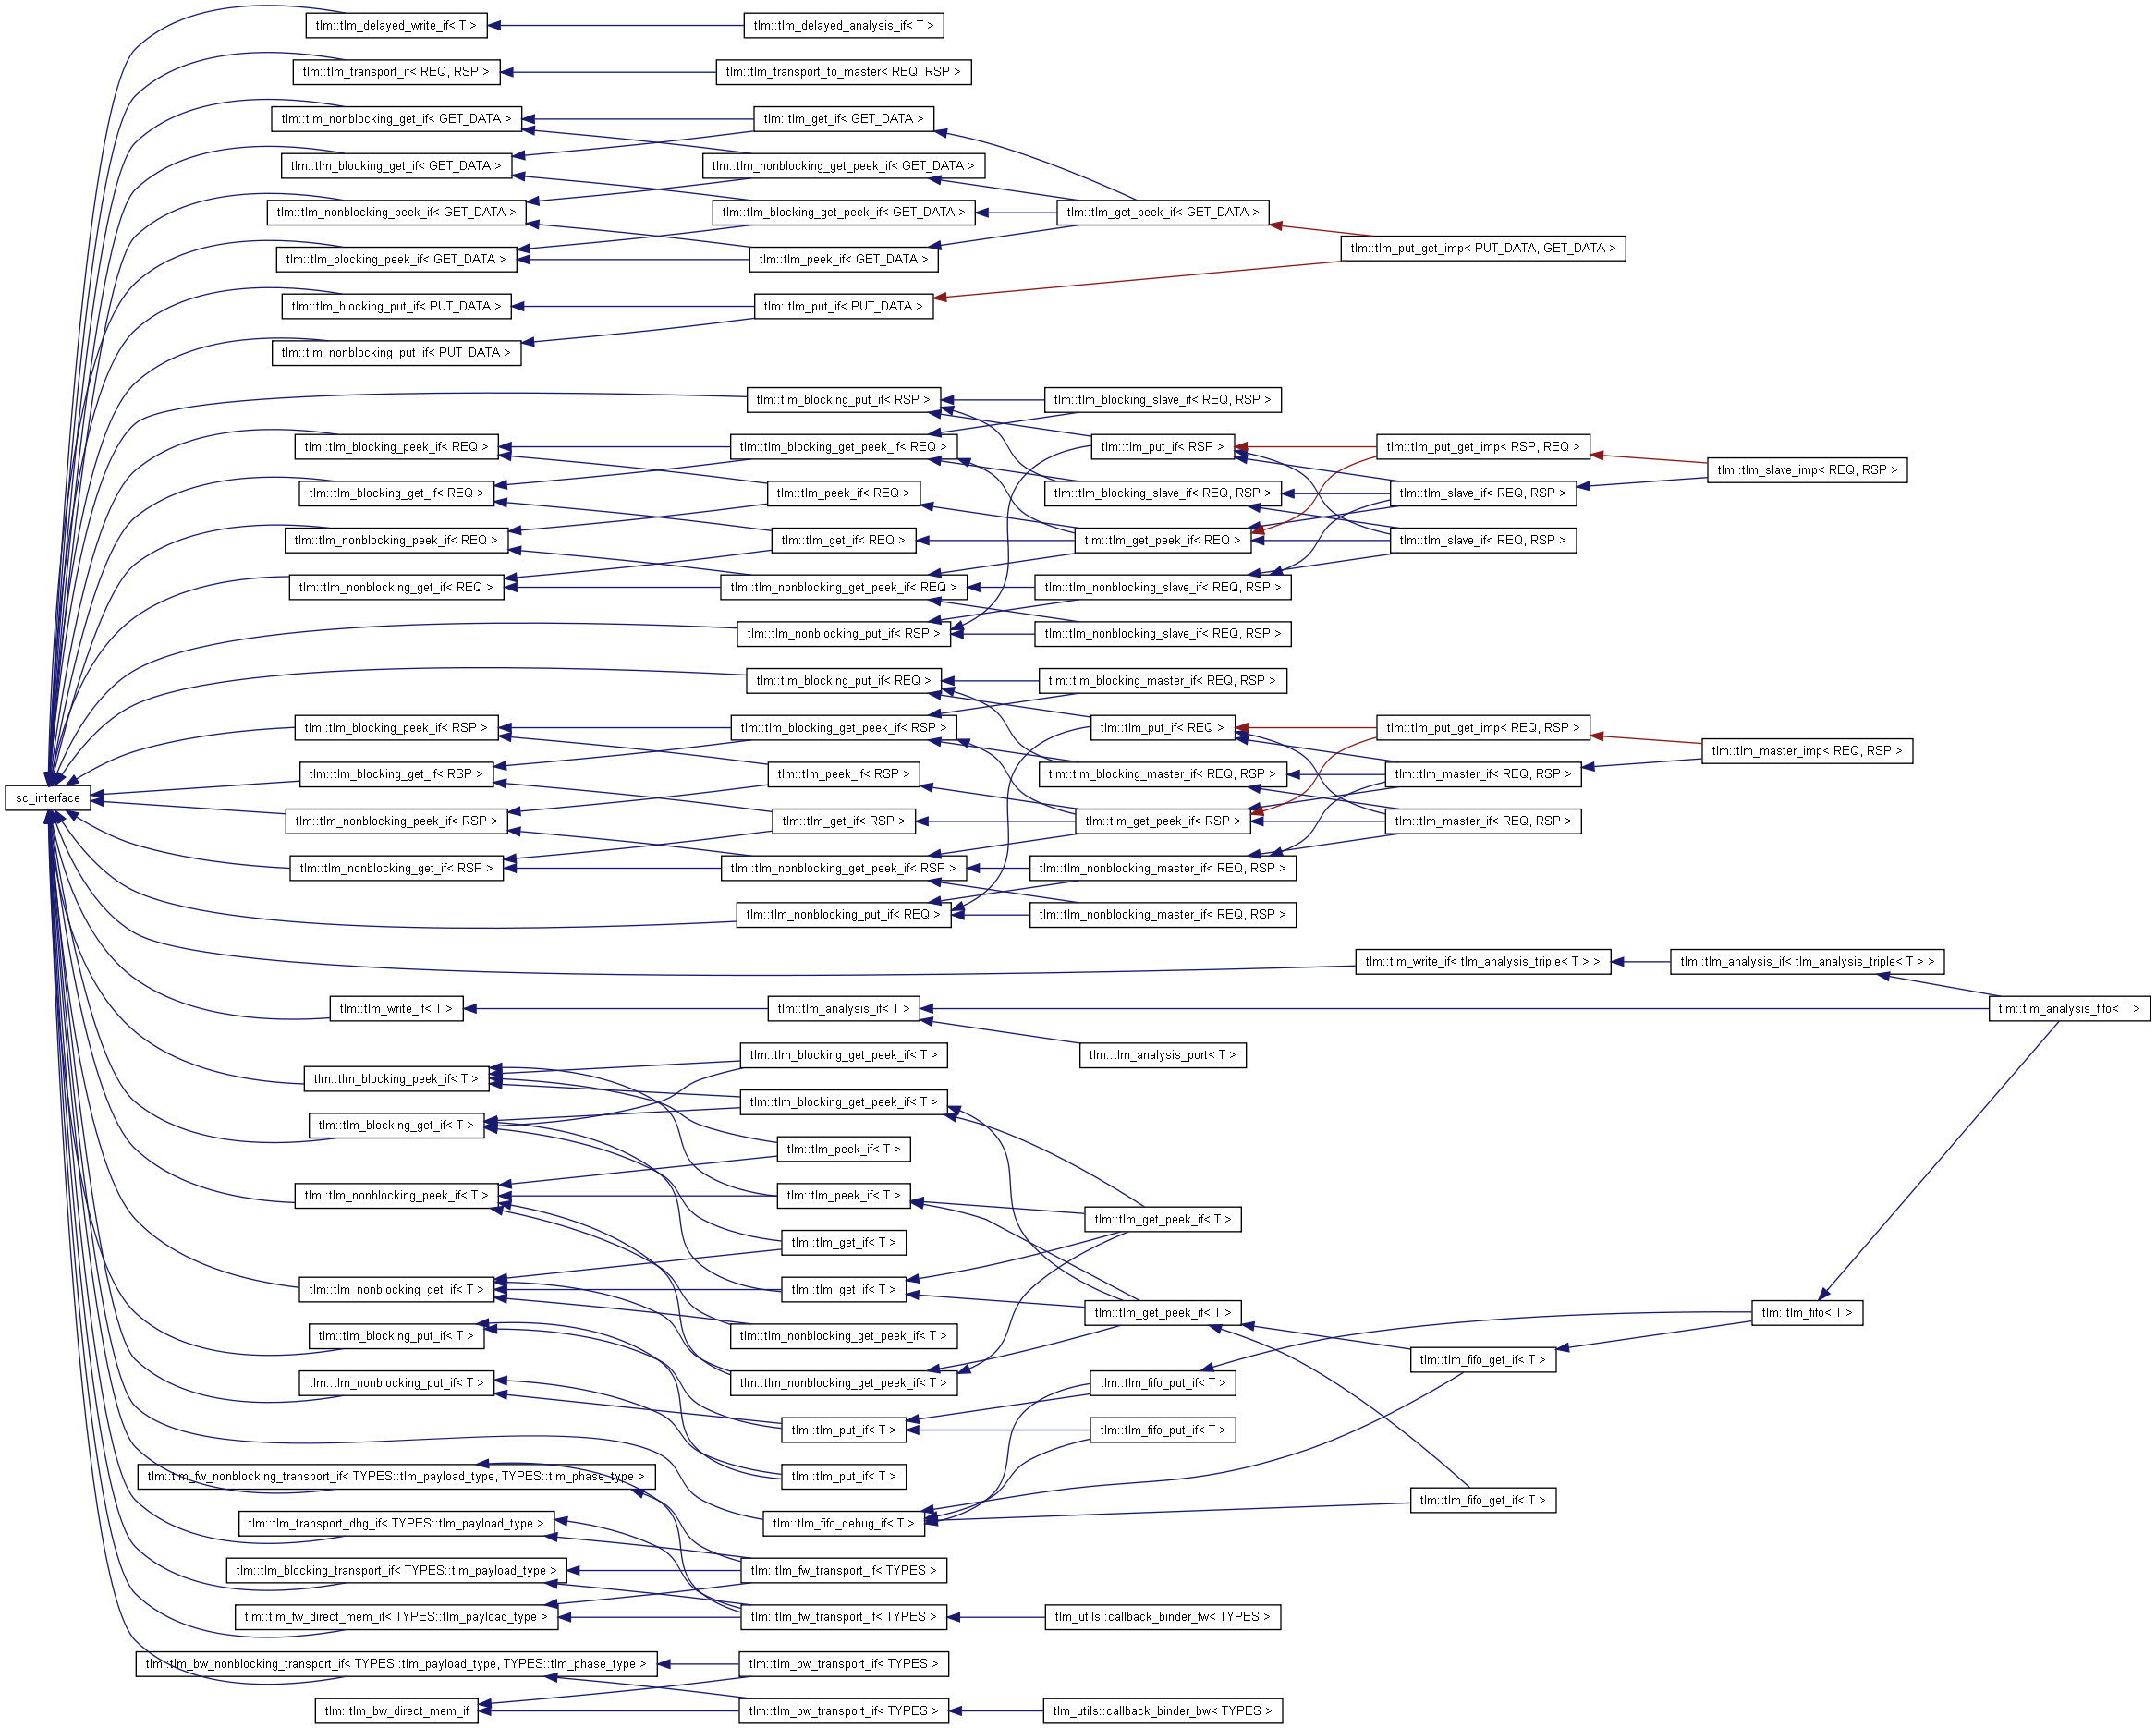 tlm::tlm_delayed_write_if< T >
tlm::tlm_delayed_analysis_if< T >
tlm::tlm_transport_if< REQ, RSP >
tlm::tlm_transport_to_master< REQ, RSP >
tlm::tlm_nonblocking_get_if< GET_DATA >
tlm::tlm_get_if< GET_DATA >
tlm::tlm_blocking_get_if< GET_DATA >
tlm::tlm_nonblocking_get_peek_if< GET_DATA >
tlm::tlm_nonblocking_peek_if< GET_DATA >
tlm::tlm_blocking_get_peek_if< GET_DATA >
tlm::tlm_get_peek_if< GET_DATA >
tlm::tlm_put_get_imp< PUT_DATA, GET_DATA >
tlm::tlm_blocking_peek_if< GET_DATA >
tlm::tlm_peek_if< GET_DATA >
tlm::tlm_blocking_put_if< PUT_DATA >
tlm::tlm_put_if< PUT_DATA >
tlm::tlm_nonblocking_put_if< PUT_DATA >
tlm::tlm_blocking_put_if< RSP >
tlm::tlm_blocking_slave_if< REQ, RSP >
tlm::tlm_blocking_peek_if< REQ >
tlm::tlm_blocking_get_peek_if< REQ >
tlm::tlm_put_if< RSP >
tlm::tlm_put_get_imp< RSP, REQ >
tlm::tlm_slave_imp< REQ, RSP >
tlm::tlm_blocking_get_if< REQ >
tlm::tlm_peek_if< REQ >
tlm::tlm_blocking_slave_if< REQ, RSP >
tlm::tlm_slave_if< REQ, RSP >
tlm::tlm_nonblocking_peek_if< REQ >
tlm::tlm_get_if< REQ >
tlm::tlm_get_peek_if< REQ >
tlm::tlm_slave_if< REQ, RSP >
tlm::tlm_nonblocking_get_if< REQ >
tlm::tlm_nonblocking_get_peek_if< REQ >
tlm::tlm_nonblocking_slave_if< REQ, RSP >
tlm::tlm_nonblocking_put_if< RSP >
tlm::tlm_nonblocking_slave_if< REQ, RSP >
tlm::tlm_blocking_put_if< REQ >
tlm::tlm_blocking_master_if< REQ, RSP >
tlm::tlm_blocking_peek_if< RSP >
tlm::tlm_blocking_get_peek_if< RSP >
tlm::tlm_put_if< REQ >
tlm::tlm_put_get_imp< REQ, RSP >
tlm::tlm_master_imp< REQ, RSP >
tlm::tlm_blocking_get_if< RSP >
tlm::tlm_peek_if< RSP >
tlm::tlm_blocking_master_if< REQ, RSP >
tlm::tlm_master_if< REQ, RSP >
sc_interface
tlm::tlm_nonblocking_peek_if< RSP >
tlm::tlm_get_if< RSP >
tlm::tlm_get_peek_if< RSP >
tlm::tlm_master_if< REQ, RSP >
tlm::tlm_nonblocking_get_if< RSP >
tlm::tlm_nonblocking_get_peek_if< RSP >
tlm::tlm_nonblocking_master_if< REQ, RSP >
tlm::tlm_nonblocking_put_if< REQ >
tlm::tlm_nonblocking_master_if< REQ, RSP >
tlm::tlm_write_if< tlm_analysis_triple< T > >
tlm::tlm_analysis_if< tlm_analysis_triple< T > >
tlm::tlm_write_if< T >
tlm::tlm_analysis_if< T >
tlm::tlm_analysis_fifo< T >
tlm::tlm_blocking_get_peek_if< T >
tlm::tlm_analysis_port< T >
tlm::tlm_blocking_peek_if< T >
tlm::tlm_blocking_get_peek_if< T >
tlm::tlm_blocking_get_if< T >
tlm::tlm_peek_if< T >
tlm::tlm_nonblocking_peek_if< T >
tlm::tlm_peek_if< T >
tlm::tlm_get_peek_if< T >
tlm::tlm_get_if< T >
tlm::tlm_nonblocking_get_if< T >
tlm::tlm_get_if< T >
tlm::tlm_get_peek_if< T >
tlm::tlm_fifo< T >
tlm::tlm_blocking_put_if< T >
tlm::tlm_nonblocking_get_peek_if< T >
tlm::tlm_fifo_get_if< T >
tlm::tlm_nonblocking_put_if< T >
tlm::tlm_nonblocking_get_peek_if< T >
tlm::tlm_fifo_put_if< T >
tlm::tlm_put_if< T >
tlm::tlm_fifo_put_if< T >
tlm::tlm_fw_nonblocking_transport_if< TYPES::tlm_payload_type, TYPES::tlm_phase_type >
tlm::tlm_put_if< T >
tlm::tlm_fifo_get_if< T >
tlm::tlm_transport_dbg_if< TYPES::tlm_payload_type >
tlm::tlm_fifo_debug_if< T >
tlm::tlm_blocking_transport_if< TYPES::tlm_payload_type >
tlm::tlm_fw_transport_if< TYPES >
tlm::tlm_fw_direct_mem_if< TYPES::tlm_payload_type >
tlm::tlm_fw_transport_if< TYPES >
tlm_utils::callback_binder_fw< TYPES >
tlm::tlm_bw_nonblocking_transport_if< TYPES::tlm_payload_type, TYPES::tlm_phase_type >
tlm::tlm_bw_transport_if< TYPES >
tlm::tlm_bw_direct_mem_if
tlm::tlm_bw_transport_if< TYPES >
tlm_utils::callback_binder_bw< TYPES >